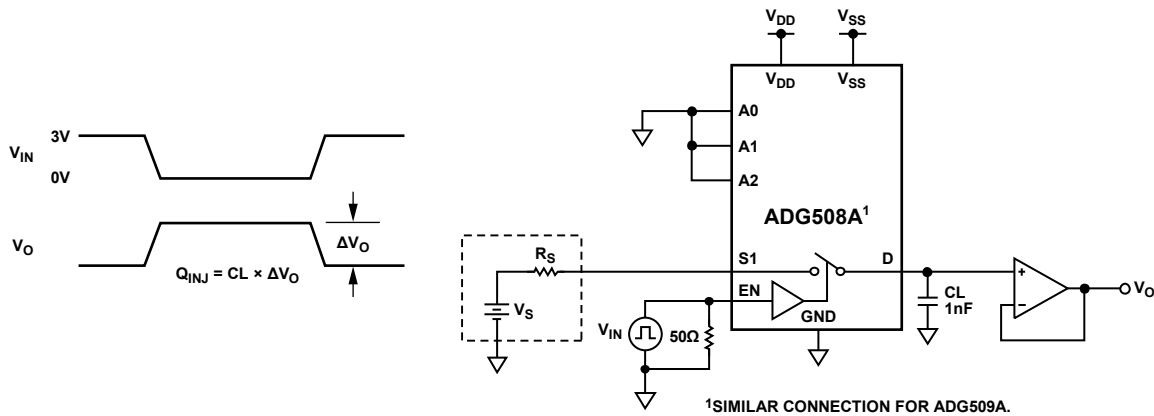 V_DD V_SS
V_DD V_SS
3V
V_IN
0V
V_O
ΔV_O
Q_INJ = CL × ΔV_O
A0
A1
A2
ADG508A¹
R_S
S1
D
V_S
EN
GND
V_IN
50Ω
CL
1nF
+
−
V_O
¹SIMILAR CONNECTION FOR ADG509A.